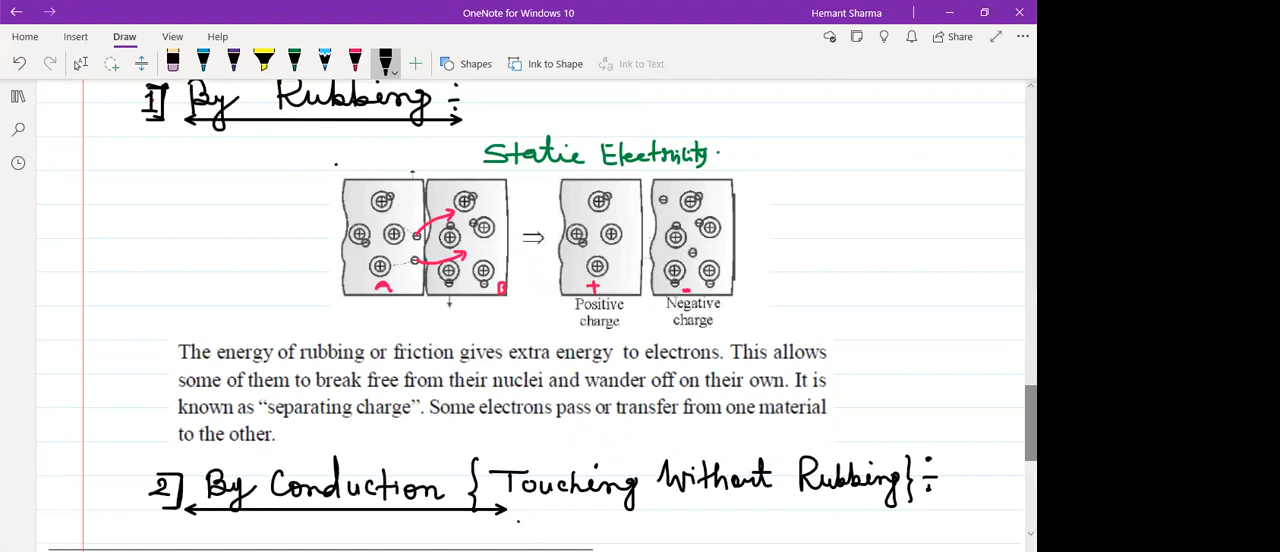 OneNote for Windows 10
Hemant Sharma
Home Insert Draw View Help
Share
Shapes Ink to Shape Ink to Text
1] By Rubbing ÷
Static Electricity.
+ -
Positive charge
Negative charge
The energy of rubbing or friction gives extra energy to electrons. This allows
some of them to break free from their nuclei and wander off on their own. It is
known as “separating charge”. Some electrons pass or transfer from one material
to the other.
2] By Conduction { Touching Without Rubbing} ÷